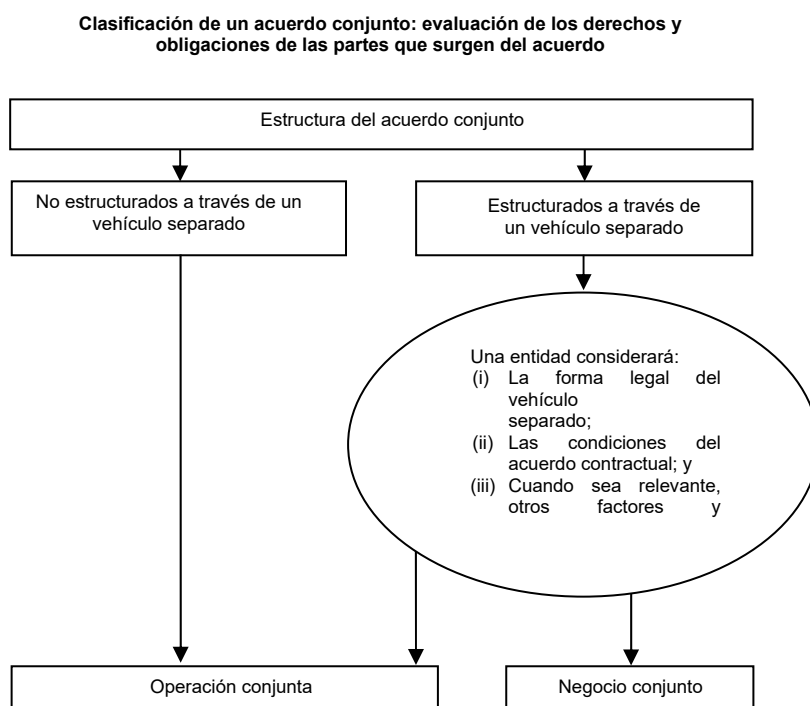 Clasificación de un acuerdo conjunto: evaluación de los derechos y
obligaciones de las partes que surgen del acuerdo
Estructura del acuerdo conjunto
No estructurados a través de un
vehículo separado
Estructurados a través de
un vehículo separado
Una entidad considerará:
(i) La forma legal del
vehículo
separado;
(ii) Las condiciones del
acuerdo contractual; y
(iii) Cuando sea relevante,
otros factores y
Operación conjunta
Negocio conjunto